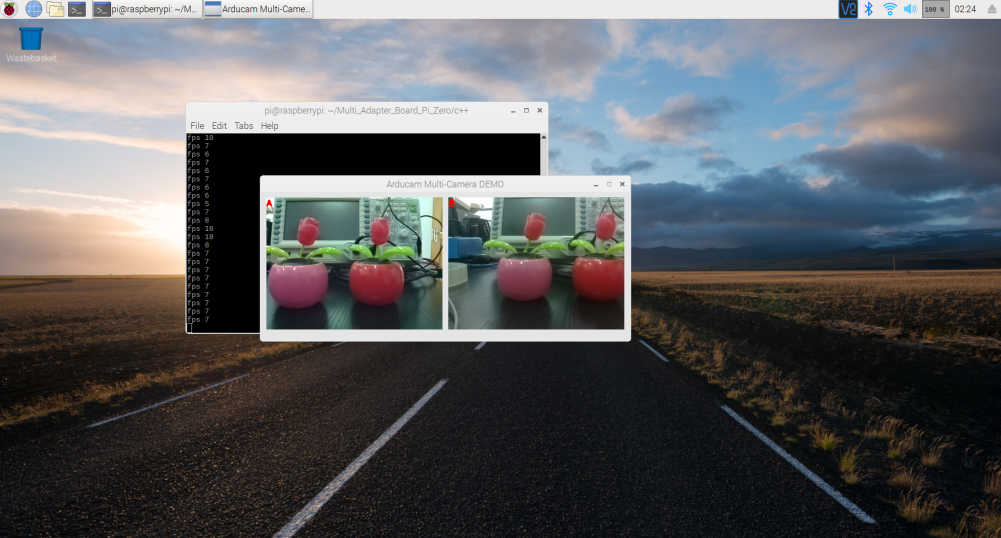 pi@raspberrypi: ~/M...
Arducam Multi-Came...
100 %
02:24
Wastebasket
pi@raspberrypi: ~/Multi_Adapter_Board_Pi_Zero/c++
File Edit Tabs Help
fps 10
fps 7
fps 6
fps 7
fps 6
fps 7
fps 6
fps 6
fps 5
fps 7
fps 8
fps 16
fps 18
fps 8
fps 7
fps 7
fps 7
fps 7
fps 7
fps 7
fps 7
fps 7
fps 7
Arducam Multi-Camera DEMO
A